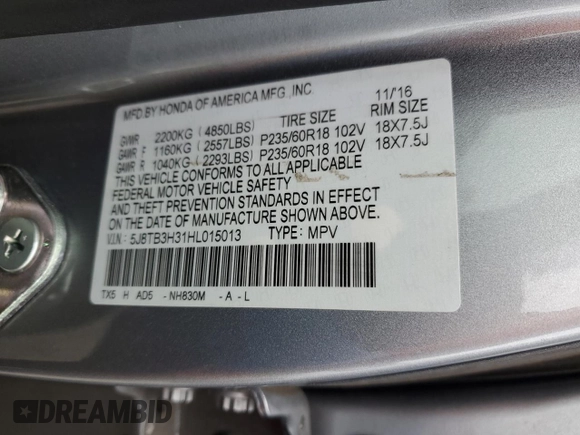 MFD. BY HONDA OF AMERICA MFG., INC. 11/16
GVWR 2200KG (4850LBS) TIRE SIZE RIM SIZE
GAWR F 1160KG (2557LBS) P235/60R18 102V 18X7.5J
GAWR R 1040KG (2293LBS) P235/60R18 102V 18X7.5J
THIS VEHICLE CONFORMS TO ALL APPLICABLE
FEDERAL MOTOR VEHICLE SAFETY
AND THEFT PREVENTION STANDARDS IN EFFECT
ON THE DATE OF MANUFACTURE SHOWN ABOVE.
V.I.N.: 5J8TB3H31HL015013 TYPE: MPV
TX5 H AD5 - NH830M - A - L
DREAMBID